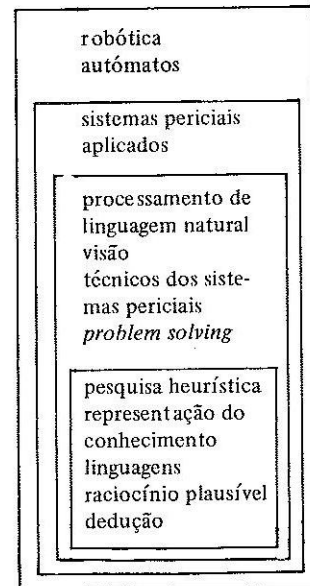 robótica
autómatos
sistemas periciais
aplicados
processamento de
linguagem natural
visão
técnicos dos siste-
mas periciais
problem solving
pesquisa heurística
representação do
conhecimento
linguagens
raciocínio plausível
dedução